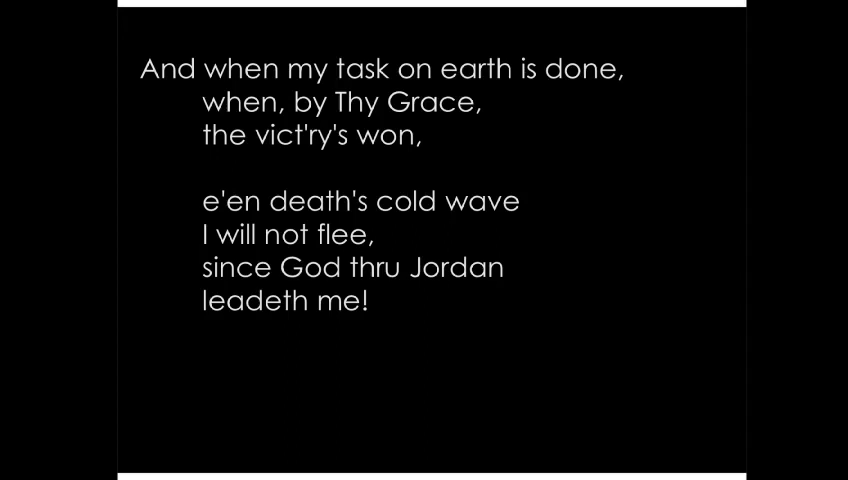 And when my task on earth is done,
when, by Thy Grace,
the vict'ry's won,
e'en death's cold wave
I will not flee,
since God thru Jordan
leadeth me!